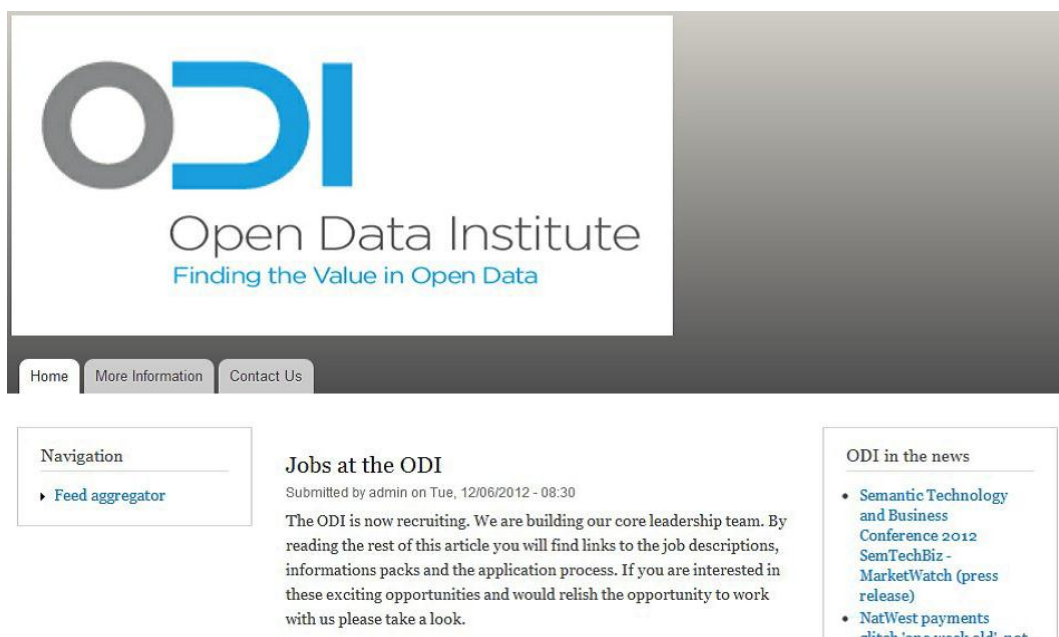 ODI
Open Data Institute
Finding the Value in Open Data
Home
More Information
Contact Us
Navigation
Feed aggregator
Jobs at the ODI
Submitted by admin on Tue, 12/06/2012 - 08:30
The ODI is now recruiting. We are building our core leadership team. By
reading the rest of this article you will find links to the job descriptions,
informations packs and the application process. If you are interested in
these exciting opportunities and would relish the opportunity to work
with us please take a look.
ODI in the news
Semantic Technology
and Business
Conference 2012
SemTechBiz -
MarketWatch (press
release)
NatWest payments